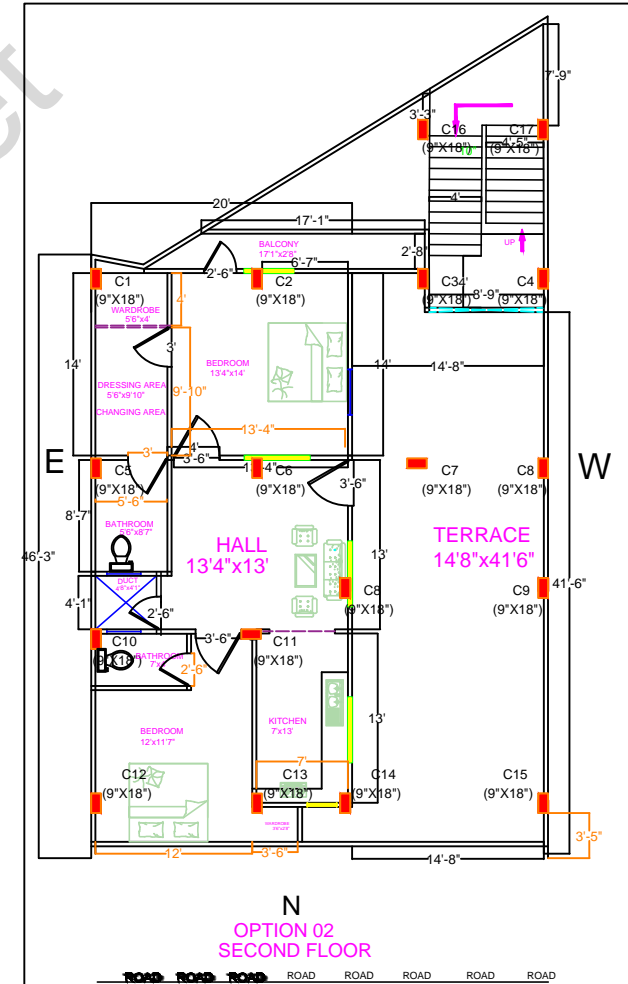 et
7'-9"
3'-3"
C16
(9"X18")
C17
(9"X18")
4'-5"
4'
UP
20'
17'-1"
BALCONY
17'1"x2'8"
2'-8"
6'-7"
2'-6"
C1
(9"X18")
C2
(9"X18")
(9"X18")
8'-9"
C4
(9"X18")
WARDROBE
5'6"x4'
4'
3'
14'
BEDROOM
13'4"x14'
14'
14'-8"
DRESSING AREA
5'6"x9'10"
CHANGING AREA
9'-10"
13'-4"
4'
3'-6"
3'
E
W
C5
(9"X18")
C6
(9"X18")
3'-6"
C7
(9"X18")
C8
(9"X18")
5'-6"
8'-7"
BATHROOM
5'6"x8'7"
HALL
13'4"x13'
13'
TERRACE
14'8"x41'6"
46'-3"
41'-6"
DUCT
4'-1"
2'-6"
C8
(9"X18")
C9
(9"X18")
3'-6"
C10
(9"X18")
C11
(9"X18")
BATHROOM
2'-6"
KITCHEN
7'x13'
13'
BEDROOM
12'x11'7"
7'
C12
(9"X18")
C13
(9"X18")
C14
(9"X18")
C15
(9"X18")
WARDROBE
3'-5"
12'
3'-6"
14'-8"
N
OPTION 02
SECOND FLOOR
ROAD ROAD ROAD ROAD ROAD ROAD ROAD ROAD